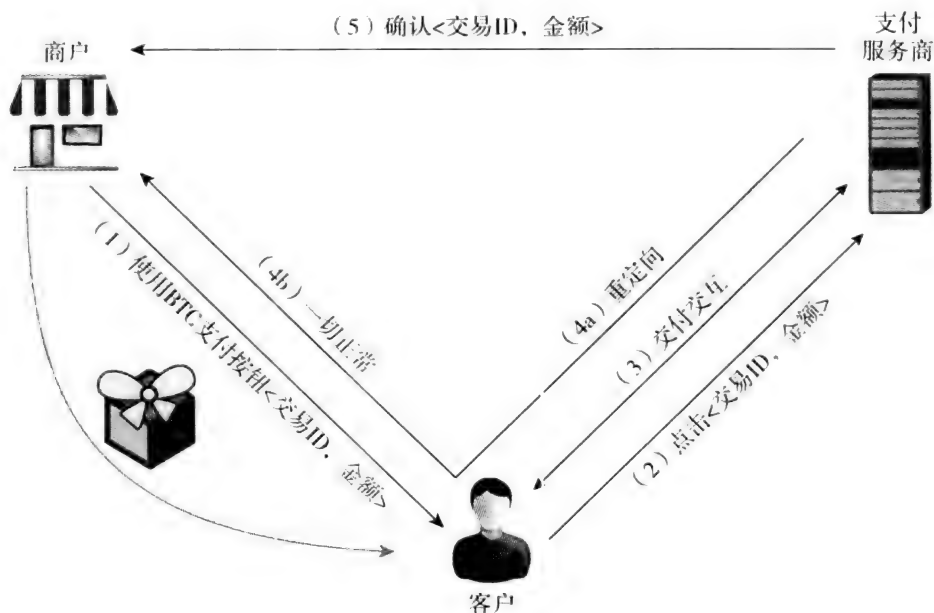 (5)确认<交易ID，金额>
商户
支付
服务商
(1)使用BTC支付按钮<交易ID，金额>
(4b)一切正常
(4a)重定向
(3)交付交互
(2)点击<交易ID，金额>
客户